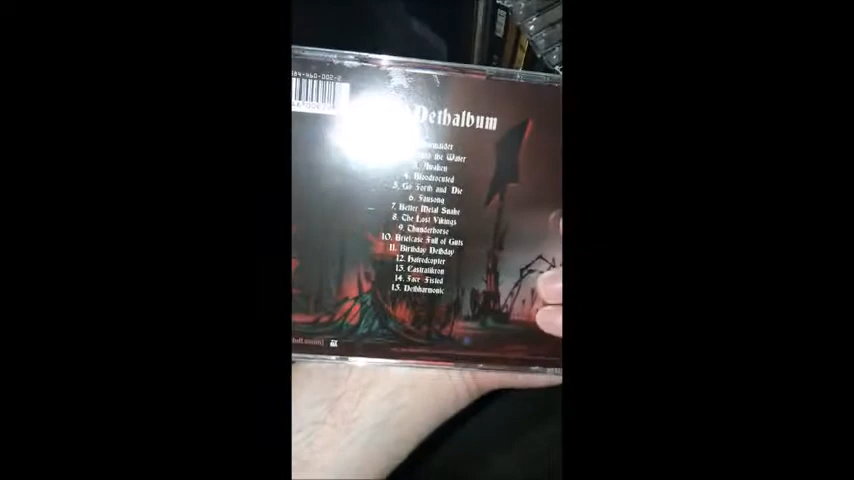 Dethalbum
the Water
Awaken
4. Bloodrocuted
5. Go Forth and Die
6. Fansong
7. Better Metal Snake
8. The Lost Vikings
9. Thunderhorse
10. Briefcase Full of Guts
11. Birthday Dethday
12. Hatredcopter
13. Castratikron
14. Face Fisted
15. Dethharmonic